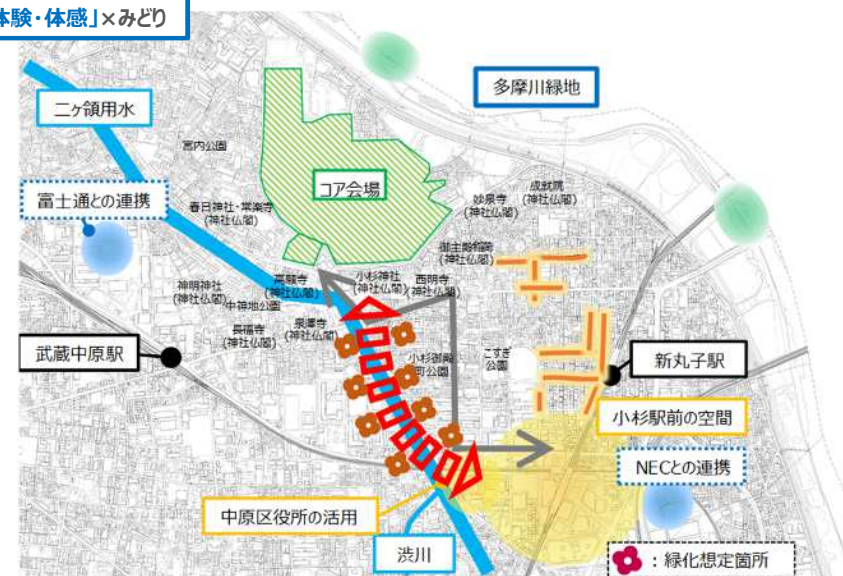 体験・体感」×みどり
多摩川緑地
二ヶ領用水
宮内公園
コア会場
富士通との連携
春日神社・常楽寺
(神社仏閣)
妙泉寺
(神社仏閣)
成就院
(神社仏閣)
御主殿稲荷
(神社仏閣)
神明神社
(神社仏閣)
中神地公園
高願寺
(神社仏閣)
小杉神社
(神社仏閣)
西明寺
(神社仏閣)
長福寺
(神社仏閣)
泉澤寺
(神社仏閣)
武蔵中原駅
小杉御殿
町公園
こすぎ
公園
新丸子駅
小杉駅前の空間
NECとの連携
中原区役所の活用
渋川
：緑化想定箇所